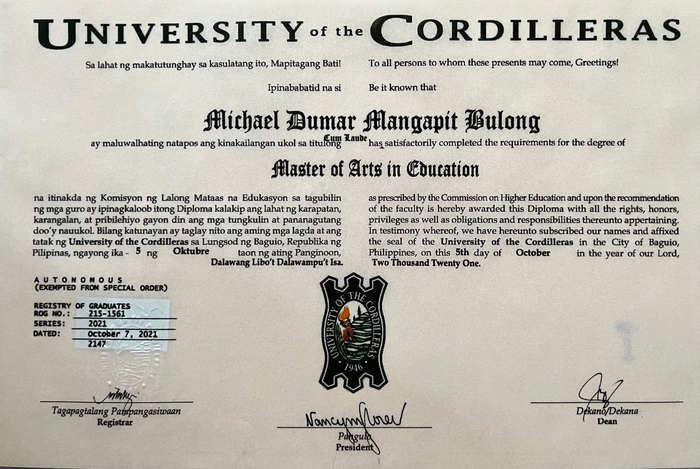 UNIVERSITY of the CORDILLERAS
Sa lahat ng makatutunghay sa kasulatang ito, Mapitagang Bati!
To all persons to whom these presents may come, Greetings!
Ipinababatid na si
Be it known that
Michael Dumar Mangapit Bulong
Cum Laude
ay maluwalhating natapos ang kinakailangan ukol sa titulong
has satisfactorily completed the requirements for the degree of
Master of Arts in Education
na itinakda ng Komisyon ng Lalong Mataas na Edukasyon sa tagubilin
ng mga guro ay ipinagkaloob itong Diploma kalakip ang lahat ng karapatan,
karangalan, at pribilehiyo gayon din ang mga tungkulin at pananagutang
doo'y nauukol. Bilang katunayan ay taglay nito ang aming mga lagda at ang
tatak ng University of the Cordilleras sa Lungsod ng Baguio, Republika ng
Pilipinas, ngayong ika - 5 ng Oktubre taon ng ating Panginoon,
Dalawang Libo't Dalawampu't Isa.
as prescribed by the Commission on Higher Education and upon the recommendation
of the faculty is hereby awarded this Diploma with all the rights, honors,
privileges as well as obligations and responsibilities thereunto appertaining.
In testimony whereof, we have hereunto subscribed our names and affixed
the seal of the University of the Cordilleras in the City of Baguio,
Philippines, on this 5th day of October in the year of our Lord,
Two Thousand Twenty One.
AUTONOMOUS
(EXEMPTED FROM SPECIAL ORDER)
REGISTRY OF GRADUATES
ROG NO.: 215-1561
SERIES: 2021
DATED: October 7, 2021
2147
UNIVERSITY OF THE CORDILLERAS
1946
Tagapagtalang Pampangasiwaan
Registrar
Pangulo
President
Dekano/Dekana
Dean